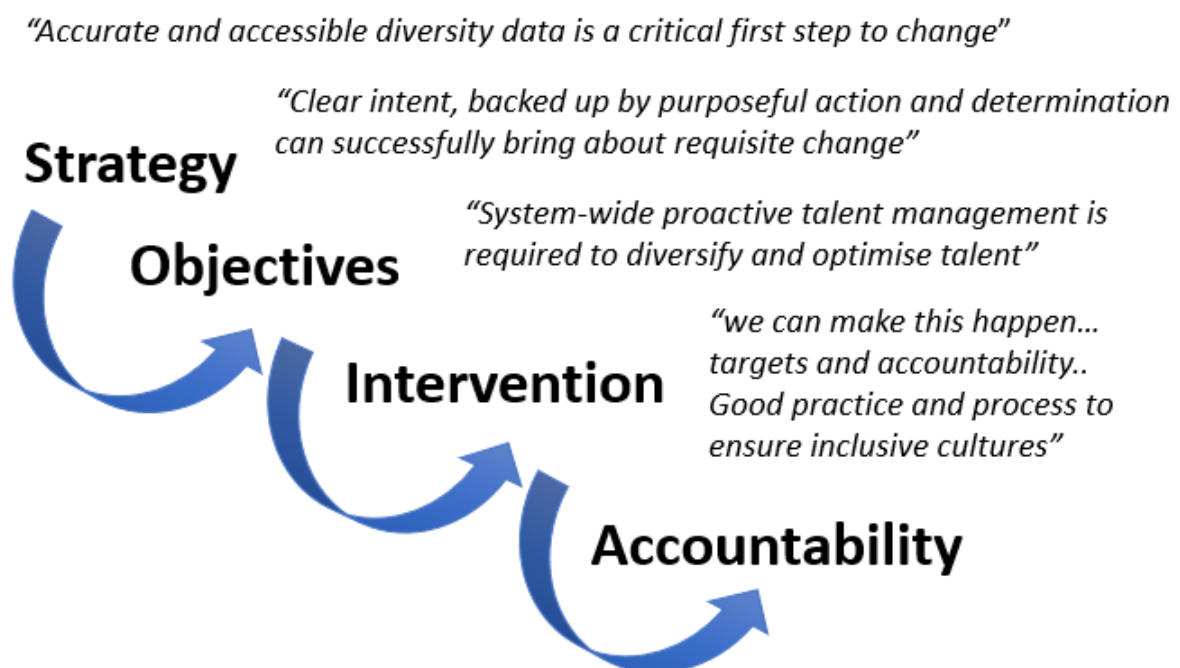 “Accurate and accessible diversity data is a critical first step to change”
“Clear intent, backed up by purposeful action and determination
can successfully bring about requisite change”
Strategy
“System-wide proactive talent management is
required to diversify and optimise talent”
Objectives
“we can make this happen…
targets and accountability..
Good practice and process to
ensure inclusive cultures”
Intervention
Accountability